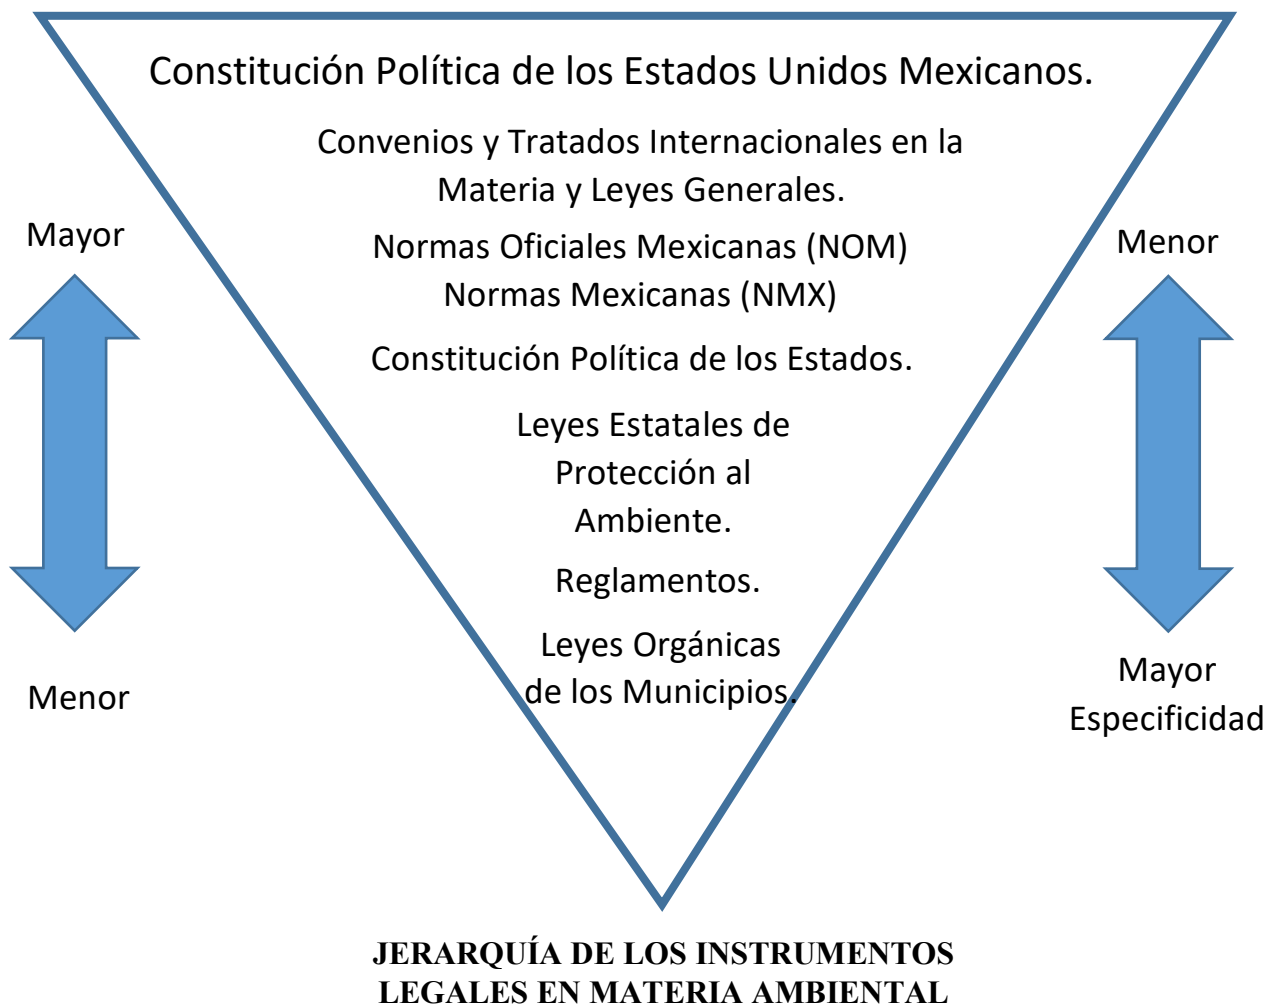 Constitución Política de los Estados Unidos Mexicanos.
Convenios y Tratados Internacionales en la
Materia y Leyes Generales.
Mayor
Menor
Normas Oficiales Mexicanas (NOM)
Normas Mexicanas (NMX)
Constitución Política de los Estados.
Leyes Estatales de
Protección al
Ambiente.
Reglamentos.
Leyes Orgánicas
de los Municipios.
Menor
Mayor
Especificidad
JERARQUÍA DE LOS INSTRUMENTOS
LEGALES EN MATERIA AMBIENTAL